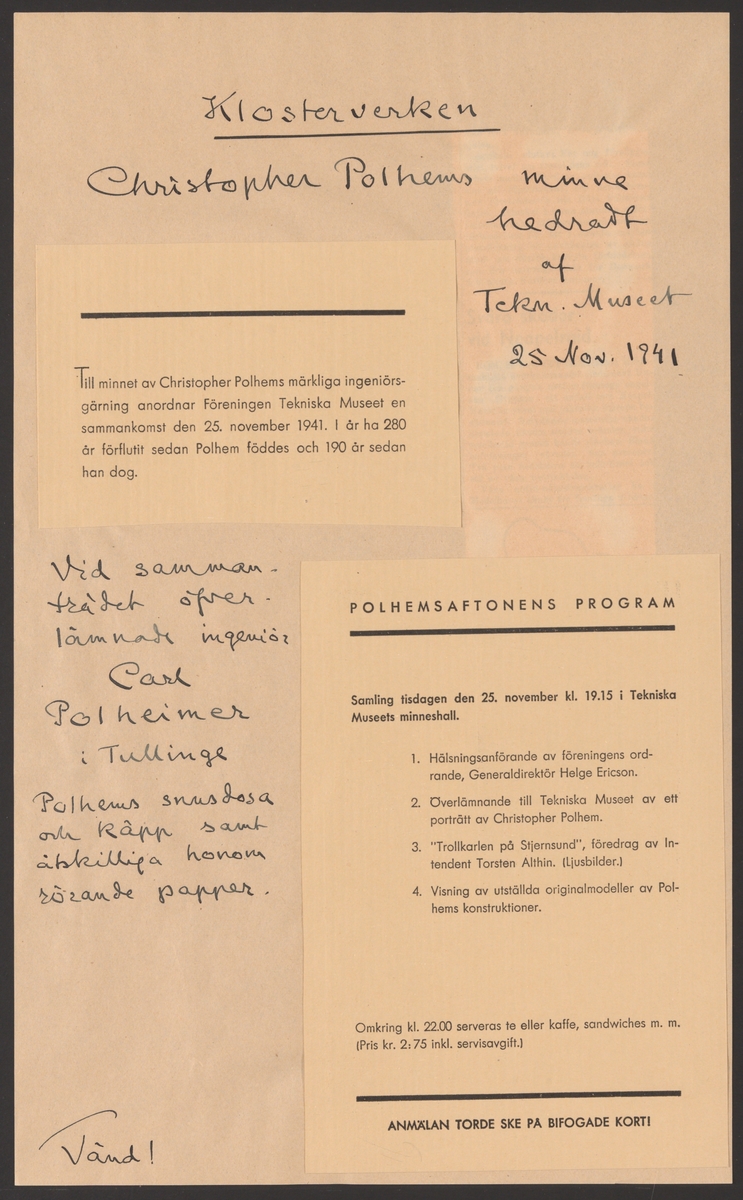 Klosterverken
Christopher Polhems minne
hedradt
af
Tekn. Museet
25 Nov. 1941
Till minnet av Christopher Polhems märkliga ingeniörs-
gärning anordnar Föreningen Tekniska Museet en
sammankomst den 25. november 1941. I år ha 280
år förflutit sedan Polhem föddes och 190 år sedan
han dog.
Vid samman-
trädet öfver-
lämnade ingeniör
Carl
Polheimer
i Tullinge
Polhems snusdosa
och käpp samt
åtskilliga honom
rörande papper.
Vänd!
POLHEMSAFTONENS PROGRAM
Samling tisdagen den 25. november kl. 19.15 i Tekniska
Museets minneshall.
1. Hälsningsanförande av föreningens ord-
rande, Generaldirektör Helge Ericson.
2. Överlämnande till Tekniska Museet av ett
porträtt av Christopher Polhem.
3. "Trollkarlen på Stjernsund", föredrag av In-
tendent Torsten Althin. (Ljusbilder.)
4. Visning av utställda originalmodeller av Pol-
hems konstruktioner.
Omkring kl. 22.00 serveras te eller kaffe, sandwiches m. m.
(Pris kr. 2:75 inkl. servisavgift.)
ANMÄLAN TORDE SKE PÅ BIFOGADE KORT!